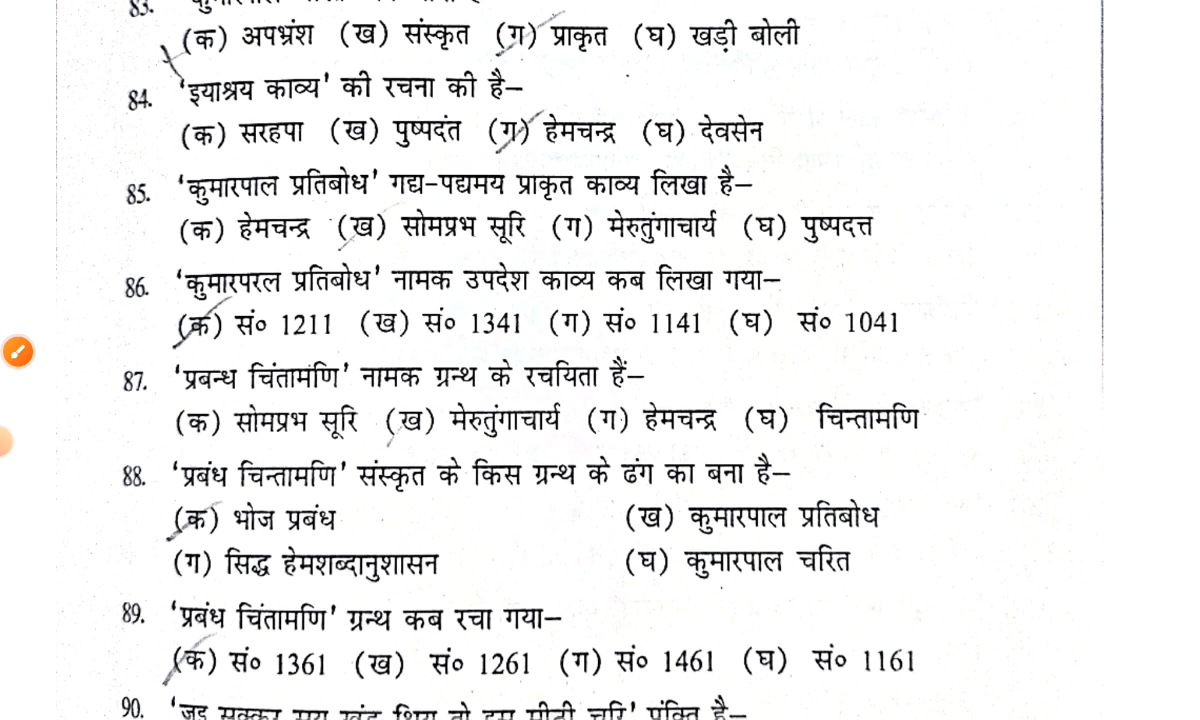 83.
(क) अपभ्रंश (ख) संस्कृत (ग) प्राकृत (घ) खड़ी बोली
84. 'इयाश्रय काव्य' की रचना की है–
(क) सरहपा (ख) पुष्पदंत (ग) हेमचन्द्र (घ) देवसेन
85. 'कुमारपाल प्रतिबोध' गद्य-पद्यमय प्राकृत काव्य लिखा है–
(क) हेमचन्द्र (ख) सोमप्रभ सूरि (ग) मेरुतुंगाचार्य (घ) पुष्पदत्त
86. 'कुमारपरल प्रतिबोध' नामक उपदेश काव्य कब लिखा गया–
(क) सं० 1211 (ख) सं० 1341 (ग) सं० 1141 (घ) सं० 1041
87. 'प्रबन्ध चिंतामंणि' नामक ग्रन्थ के रचयिता हैं–
(क) सोमप्रभ सूरि (ख) मेरुतुंगाचार्य (ग) हेमचन्द्र (घ) चिन्तामणि
88. 'प्रबंध चिन्तामणि' संस्कृत के किस ग्रन्थ के ढंग का बना है–
(क) भोज प्रबंध (ख) कुमारपाल प्रतिबोध
(ग) सिद्ध हेमशब्दानुशासन (घ) कुमारपाल चरित
89. 'प्रबंध चिंतामणि' ग्रन्थ कब रचा गया–
(क) सं० 1361 (ख) सं० 1261 (ग) सं० 1461 (घ) सं० 1161
90.